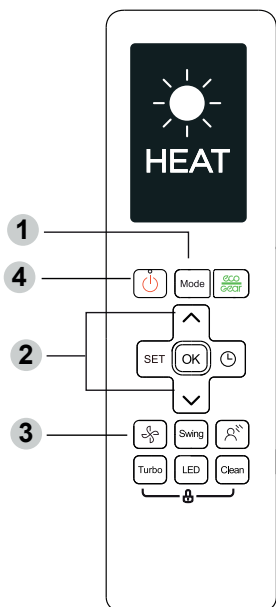 HEAT
1
4
Mode
eco
Gear
2
SET
OK
3
Swing
Turbo
LED
Clean